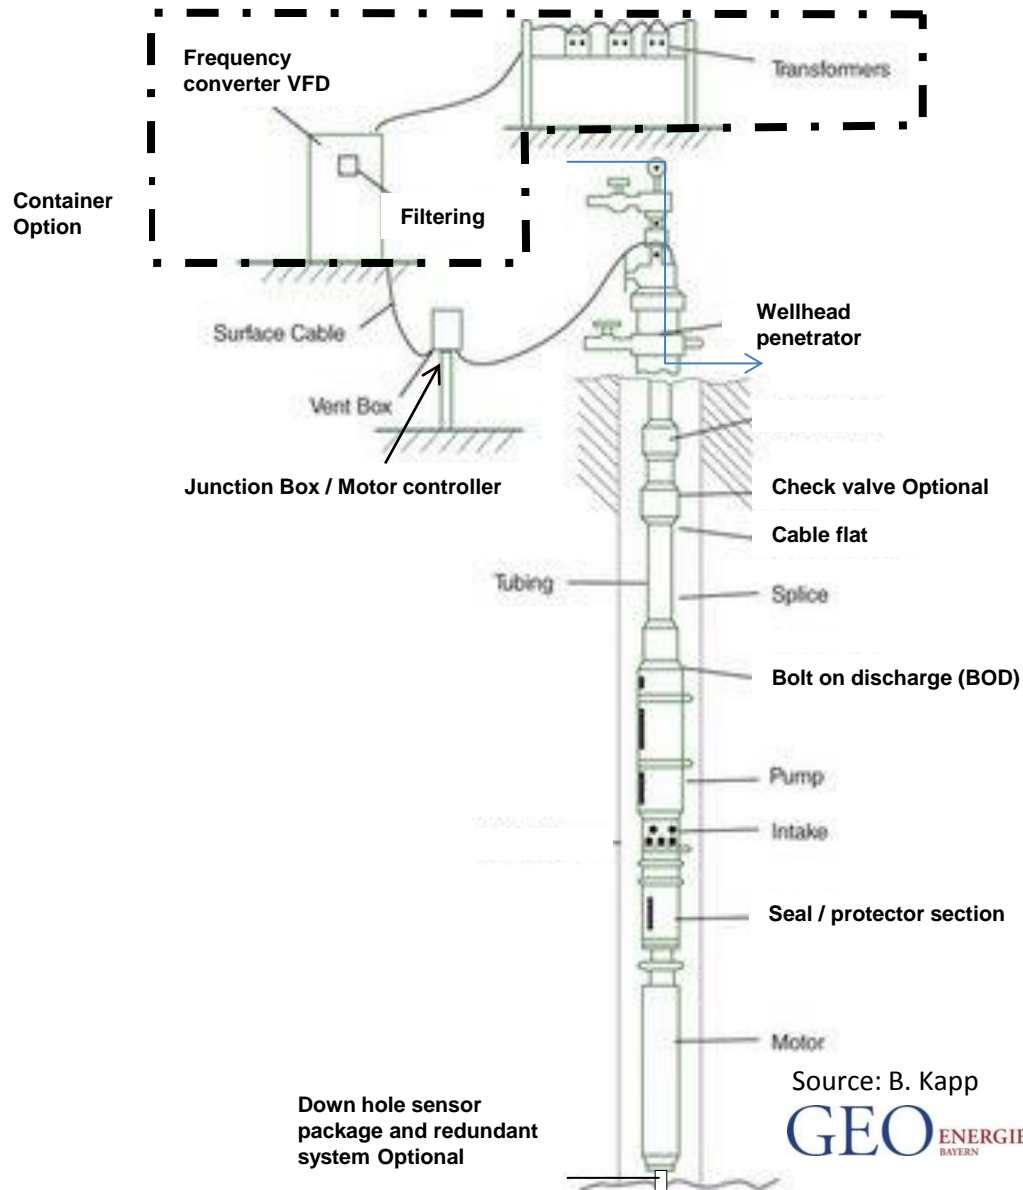 Frequency
converter VFD
Transformers
Container
Option
Filtering
Surface Cable
Wellhead
penetrator
Vent Box
Junction Box / Motor controller
Check valve Optional
Cable flat
Tubing
Splice
Bolt on discharge (BOD)
Pump
Intake
Seal / protector section
Motor
Source: B. Kapp
Down hole sensor
package and redundant
system Optional
GEO ENERGIE
BAYERN